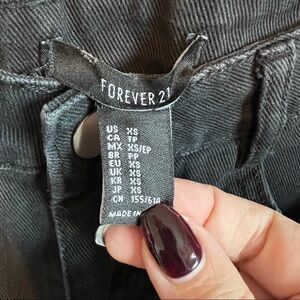 FOREVER 21
US XS
CA TP
MX XS/EP
BR PP
EU XS
UK XS
KR XS
JP XS
CN 155/61A
MADE IN